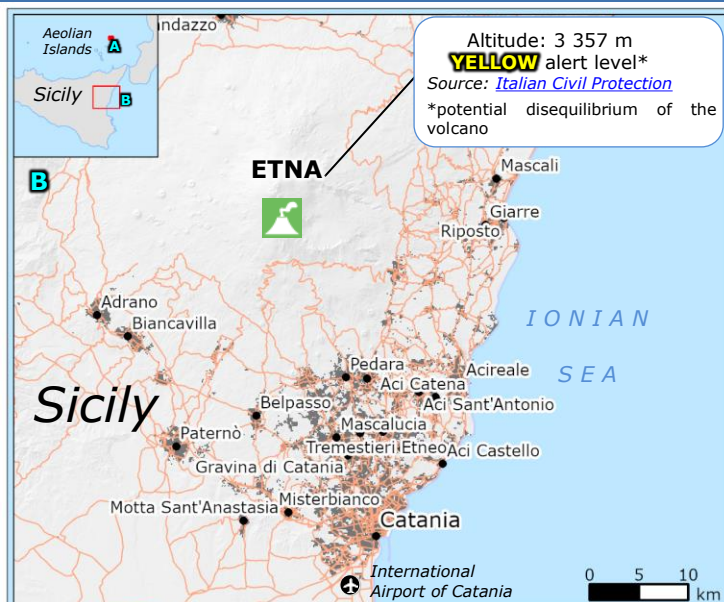 Aeolian
Islands
A
Sicily
B
Altitude: 3 357 m
YELLOW alert level*
Source: Italian Civil Protection
*potential disequilibrium of the
volcano
B
ETNA
Mascali
Giarre
Riposto
Adrano
Biancavilla
IONIAN
SEA
Pedara
Acireale
Aci Catena
Aci Sant'Antonio
Sicily
Belpasso
Mascalucia
Paternò
Tremestieri Etneo
Aci Castello
Gravina di Catania
Misterbianco
Motta Sant'Anastasia
Catania
International
Airport of Catania
0 5 10
km